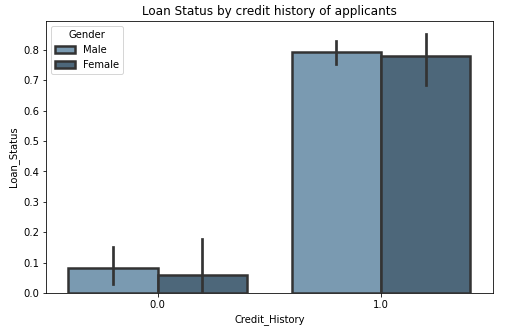 Loan Status by credit history of applicants
Gender
Male
Female
Loan_Status
0.8
0.7
0.6
0.5
0.4
0.3
0.2
0.1
0.0
0.0
1.0
Credit_History